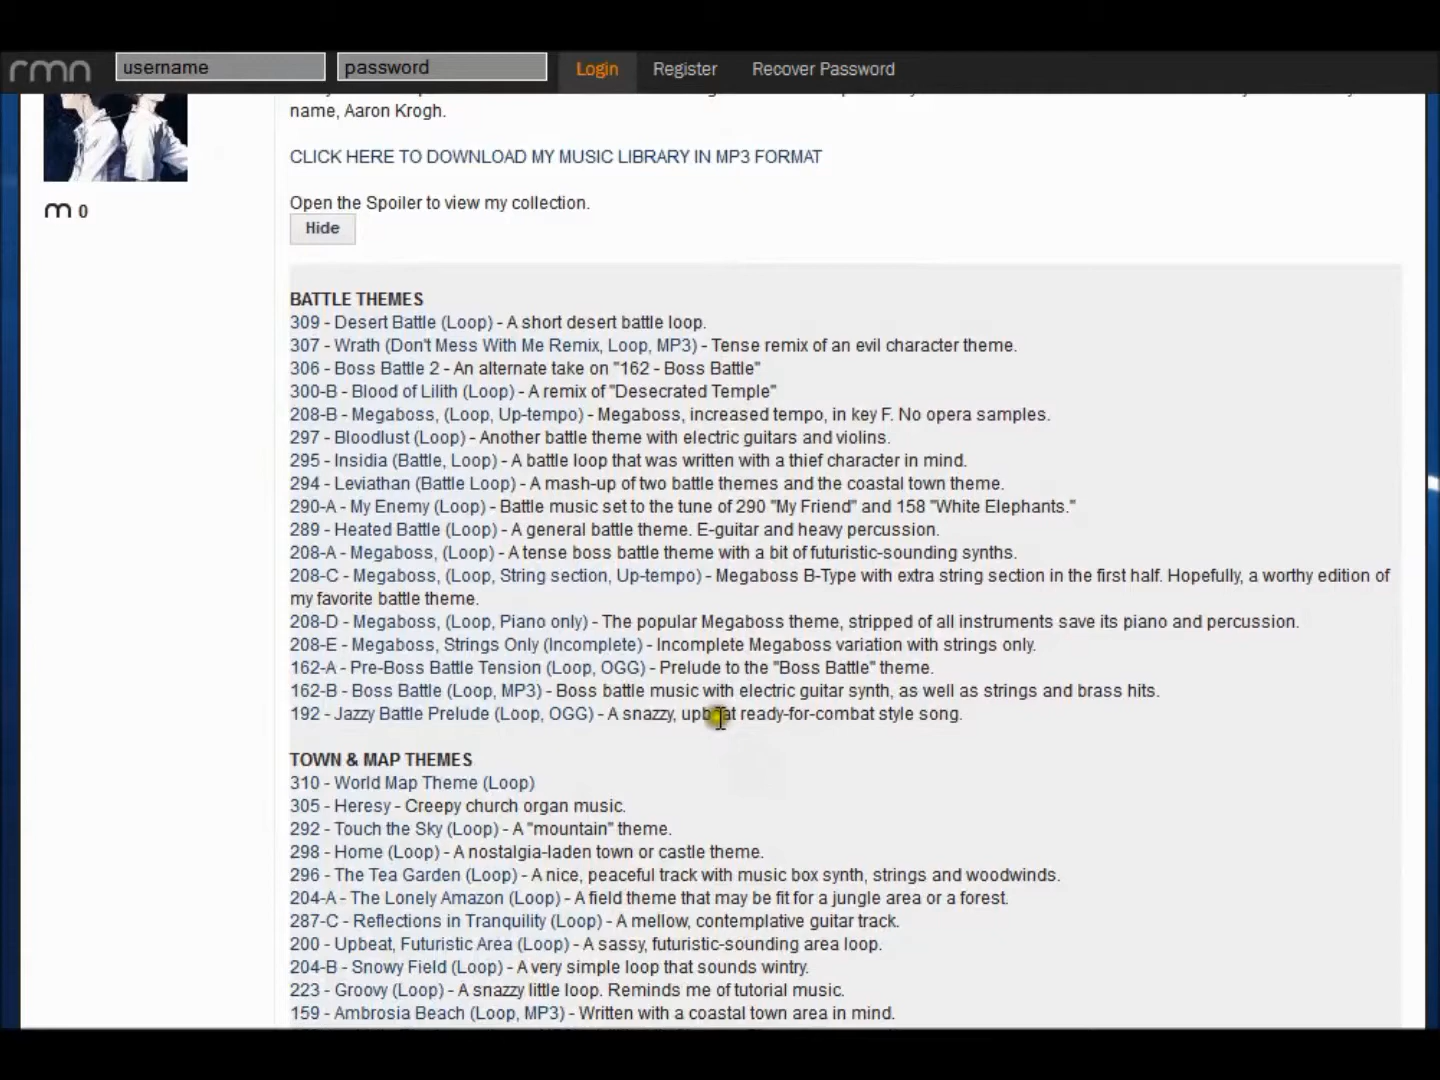 rmn username password Login Register Recover Password
name, Aaron Krogh.
CLICK HERE TO DOWNLOAD MY MUSIC LIBRARY IN MP3 FORMAT
m 0
Open the Spoiler to view my collection.
Hide
BATTLE THEMES
309 - Desert Battle (Loop) - A short desert battle loop.
307 - Wrath (Don't Mess With Me Remix, Loop, MP3) - Tense remix of an evil character theme.
306 - Boss Battle 2 - An alternate take on "162 - Boss Battle"
300-B - Blood of Lilith (Loop) - A remix of "Desecrated Temple"
208-B - Megaboss, (Loop, Up-tempo) - Megaboss, increased tempo, in key F. No opera samples.
297 - Bloodlust (Loop) - Another battle theme with electric guitars and violins.
295 - Insidia (Battle, Loop) - A battle loop that was written with a thief character in mind.
294 - Leviathan (Battle Loop) - A mash-up of two battle themes and the coastal town theme.
290-A - My Enemy (Loop) - Battle music set to the tune of 290 "My Friend" and 158 "White Elephants."
289 - Heated Battle (Loop) - A general battle theme. E-guitar and heavy percussion.
208-A - Megaboss, (Loop) - A tense boss battle theme with a bit of futuristic-sounding synths.
208-C - Megaboss, (Loop, String section, Up-tempo) - Megaboss B-Type with extra string section in the first half. Hopefully, a worthy edition of
my favorite battle theme.
208-D - Megaboss, (Loop, Piano only) - The popular Megaboss theme, stripped of all instruments save its piano and percussion.
208-E - Megaboss, Strings Only (Incomplete) - Incomplete Megaboss variation with strings only.
162-A - Pre-Boss Battle Tension (Loop, OGG) - Prelude to the "Boss Battle" theme.
162-B - Boss Battle (Loop, MP3) - Boss battle music with electric guitar synth, as well as strings and brass hits.
192 - Jazzy Battle Prelude (Loop, OGG) - A snazzy, upbeat ready-for-combat style song.
TOWN & MAP THEMES
310 - World Map Theme (Loop)
305 - Heresy - Creepy church organ music.
292 - Touch the Sky (Loop) - A "mountain" theme.
298 - Home (Loop) - A nostalgia-laden town or castle theme.
296 - The Tea Garden (Loop) - A nice, peaceful track with music box synth, strings and woodwinds.
204-A - The Lonely Amazon (Loop) - A field theme that may be fit for a jungle area or a forest.
287-C - Reflections in Tranquility (Loop) - A mellow, contemplative guitar track.
200 - Upbeat, Futuristic Area (Loop) - A sassy, futuristic-sounding area loop.
204-B - Snowy Field (Loop) - A very simple loop that sounds wintry.
223 - Groovy (Loop) - A snazzy little loop. Reminds me of tutorial music.
159 - Ambrosia Beach (Loop, MP3) - Written with a coastal town area in mind.